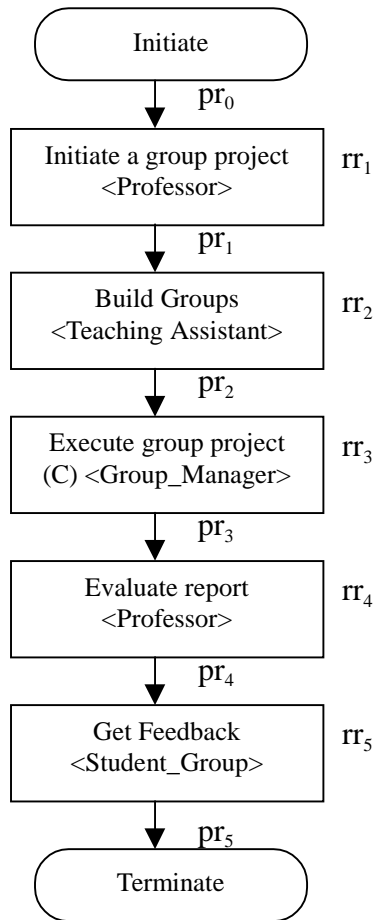 Initiate
pr₀
Initiate a group project
<Professor>
rr₁
pr₁
Build Groups
<Teaching Assistant>
rr₂
pr₂
Execute group project
(C) <Group_Manager>
rr₃
pr₃
Evaluate report
<Professor>
rr₄
pr₄
Get Feedback
<Student_Group>
rr₅
pr₅
Terminate